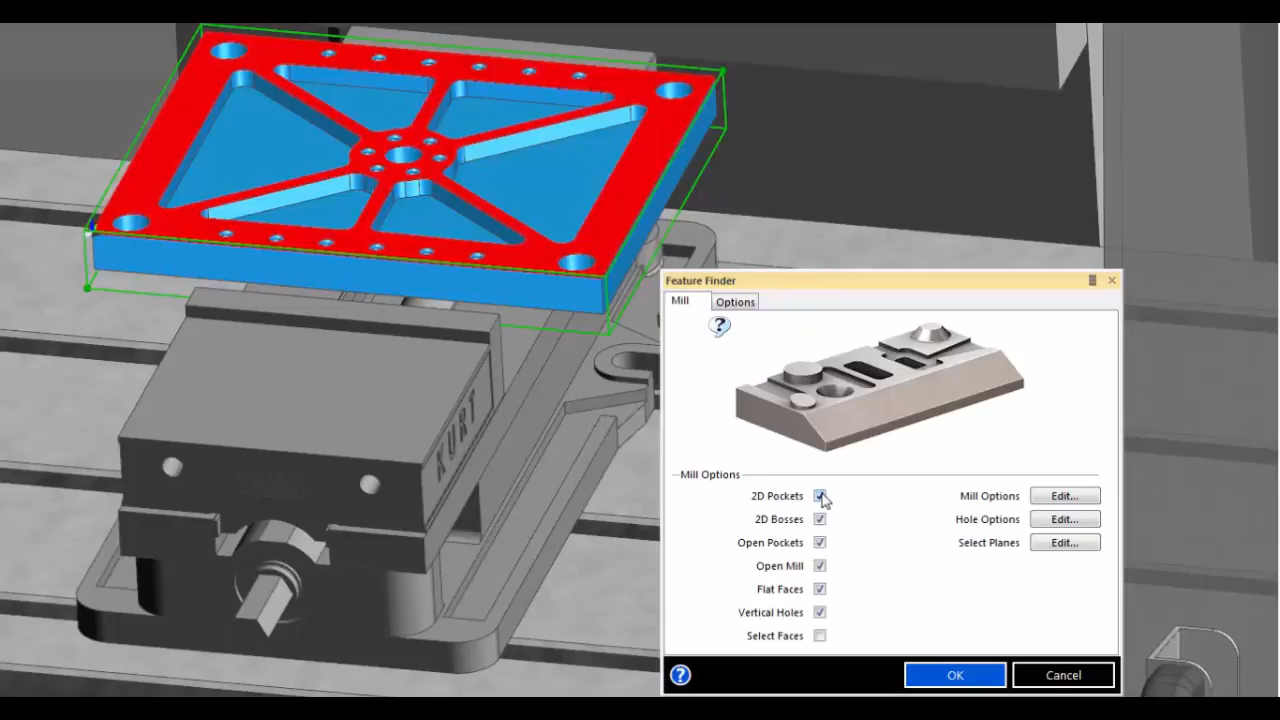 KURT
Feature Finder
Mill
Options
?
Mill Options
2D Pockets
Mill Options
Edit...
2D Bosses
Hole Options
Edit...
Open Pockets
Select Planes
Edit...
Open Mill
Flat Faces
Vertical Holes
Select Faces
?
OK
Cancel